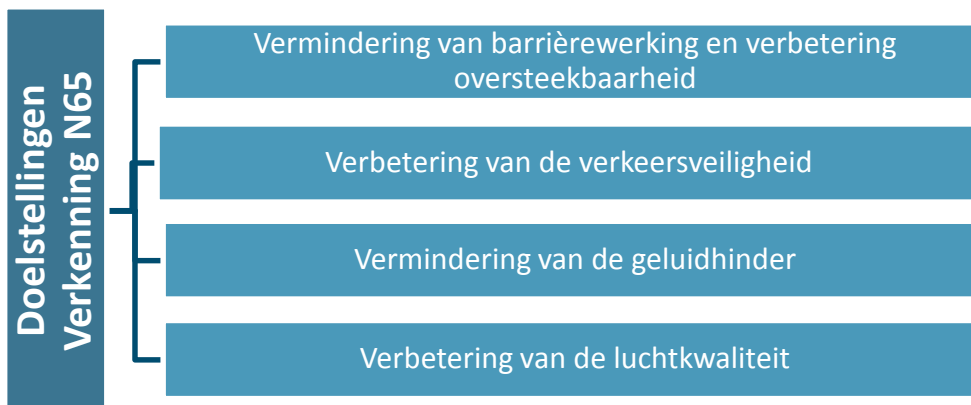 Doelstellingen
Verkenning N65
Vermindering van barrièrewerking en verbetering
oversteekbaarheid
Verbetering van de verkeersveiligheid
Vermindering van de geluidhinder
Verbetering van de luchtkwaliteit